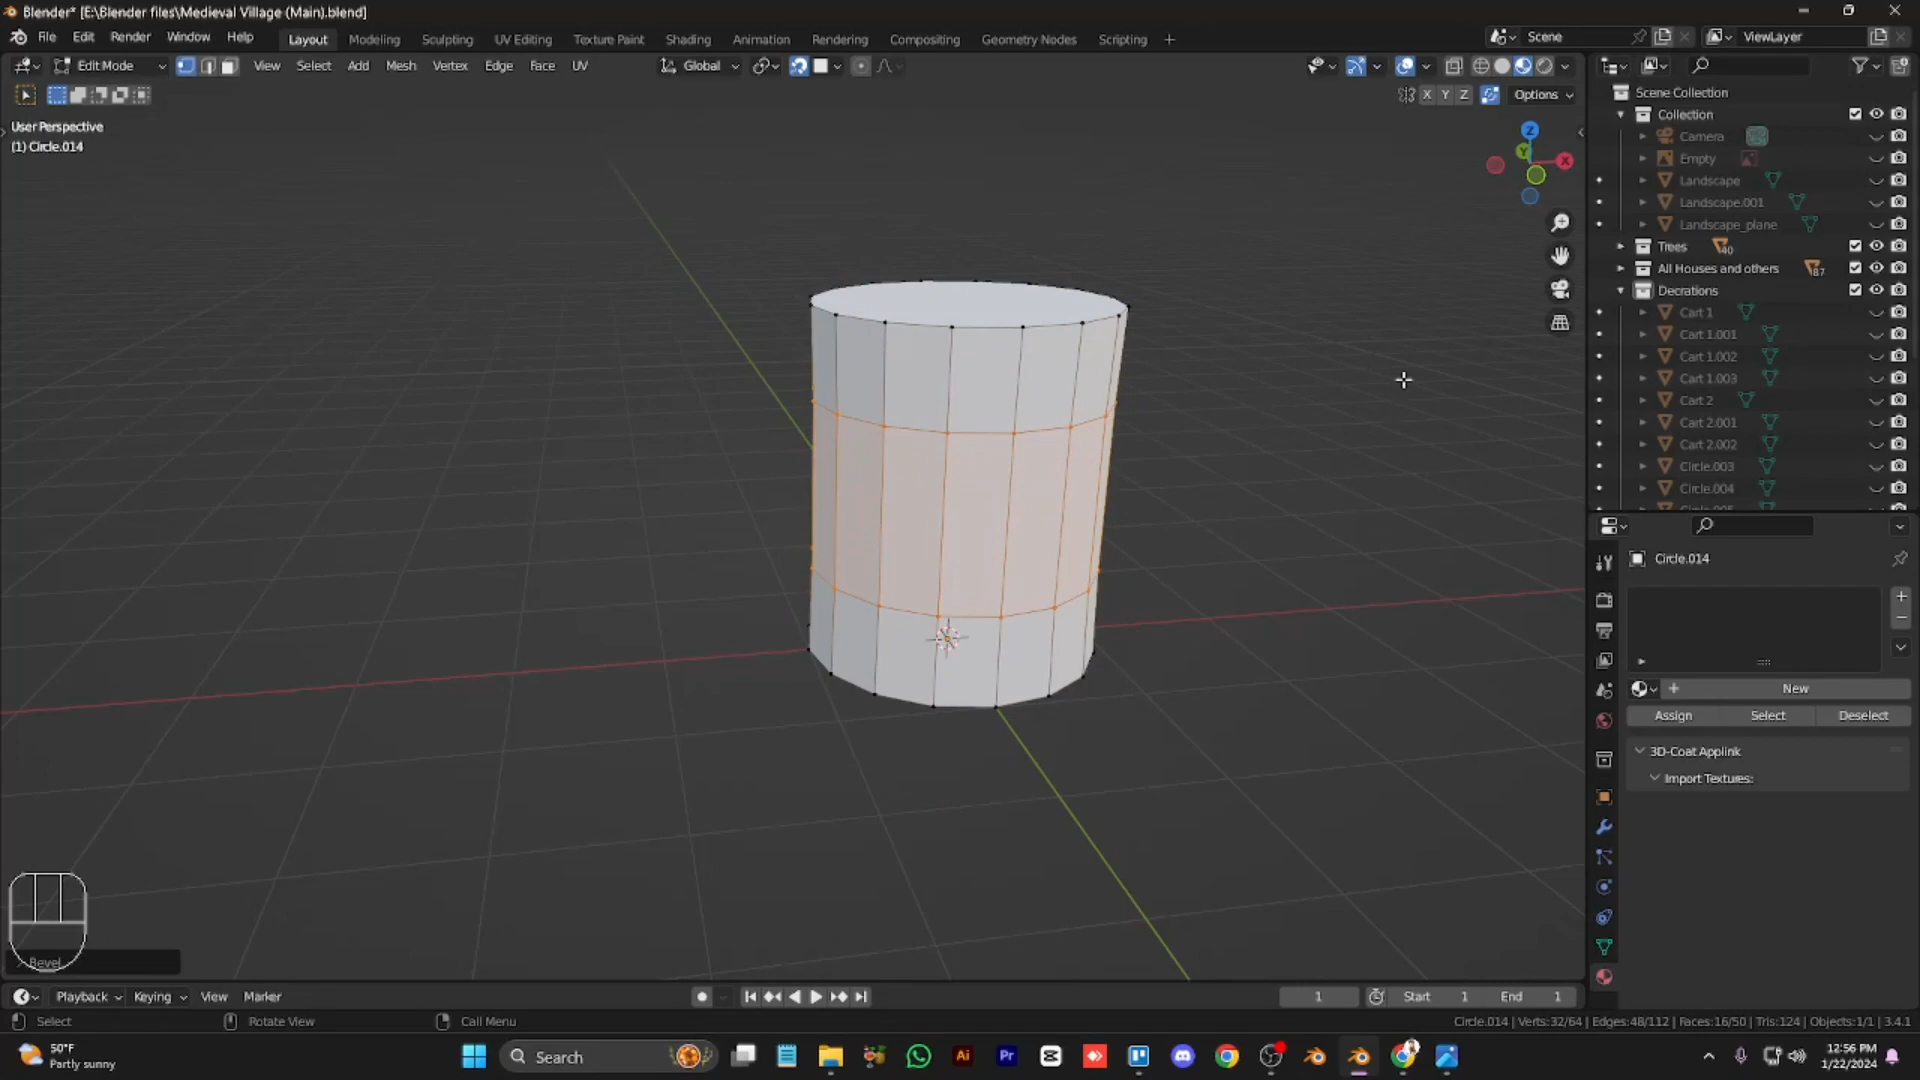 Blender* [E:\Blender files\Medieval Village (Main).blend]
File Edit Render Window Help Layout Modeling Sculpting UV Editing Texture Paint Shading Animation Rendering Compositing Geometry Nodes Scripting + Scene ViewLayer
Edit Mode View Select Add Mesh Vertex Edge Face UV Global
X Y Z Options
User Perspective
(1) Circle.014
Z
Y
X
Scene Collection
Collection
Camera
Empty
Landscape
Landscape.001
Landscape_plane
Trees 40
All Houses and others 87
Decrations
Cart 1
Cart 1.001
Cart 1.002
Cart 1.003
Cart 2
Cart 2.001
Cart 2.002
Circle.003
Circle.004
Circle.014
New
Assign Select Deselect
3D-Coat Applink
Import Textures:
Bevel
Playback Keying View Marker 1 Start 1 End 1
Select Rotate View Call Menu Circle.014 | Verts:32/64 | Edges:48/112 | Faces:16/50 | Tris:124 | Objects:1/1 | 3.4.1
50°F
Partly sunny
Search
Ai
Pr
12:56 PM
1/22/2024